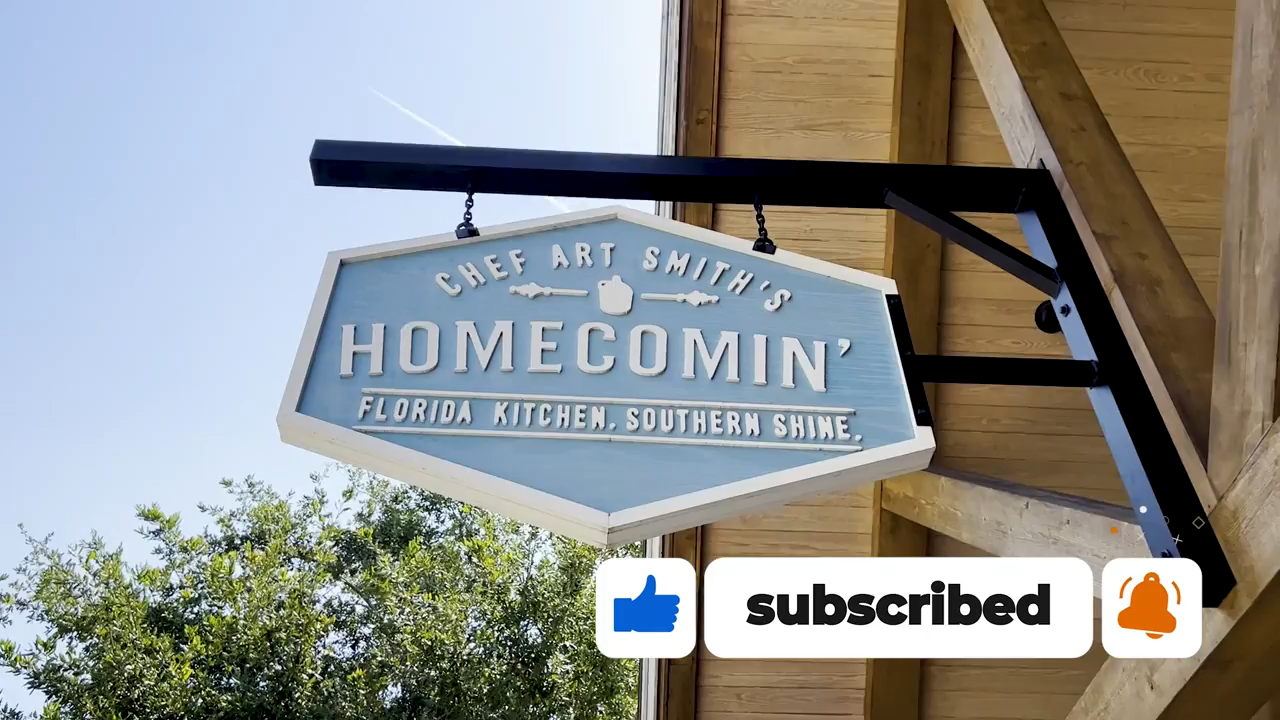 CHEF ART SMITH'S
HOMECOMIN'
FLORIDA KITCHEN. SOUTHERN SHINE.
subscribed